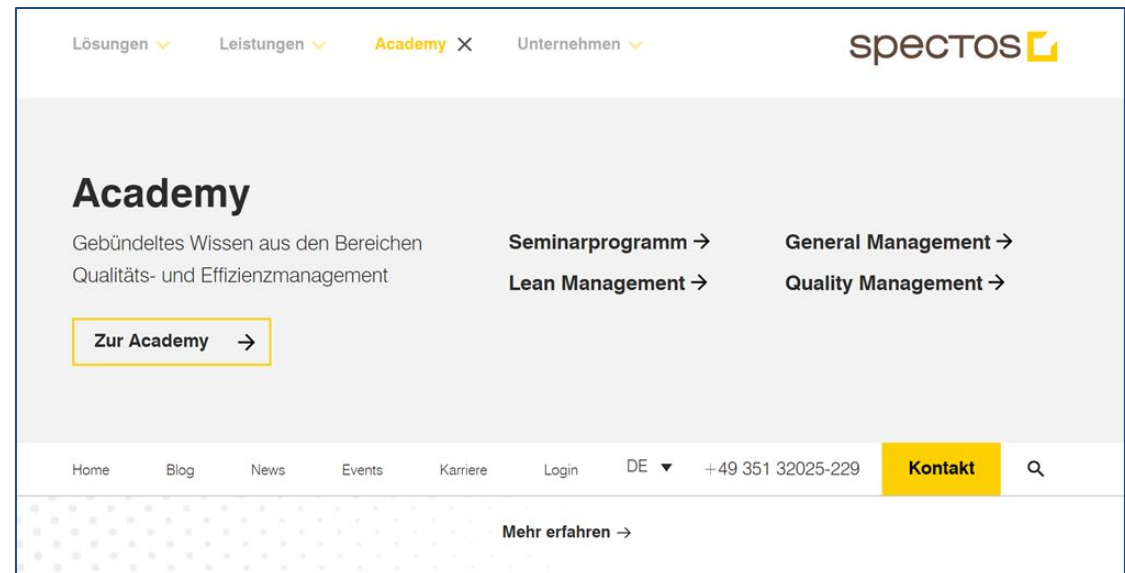 Lösungen
Leistungen
Academy
Unternehmen
spectos
Academy
Gebündeltes Wissen aus den Bereichen
Qualitäts- und Effizienzmanagement
Zur Academy →
Seminarprogramm →
Lean Management →
General Management →
Quality Management →
Home
Blog
News
Events
Karriere
Login
DE ▼
+49 351 32025-229
Kontakt
Mehr erfahren →